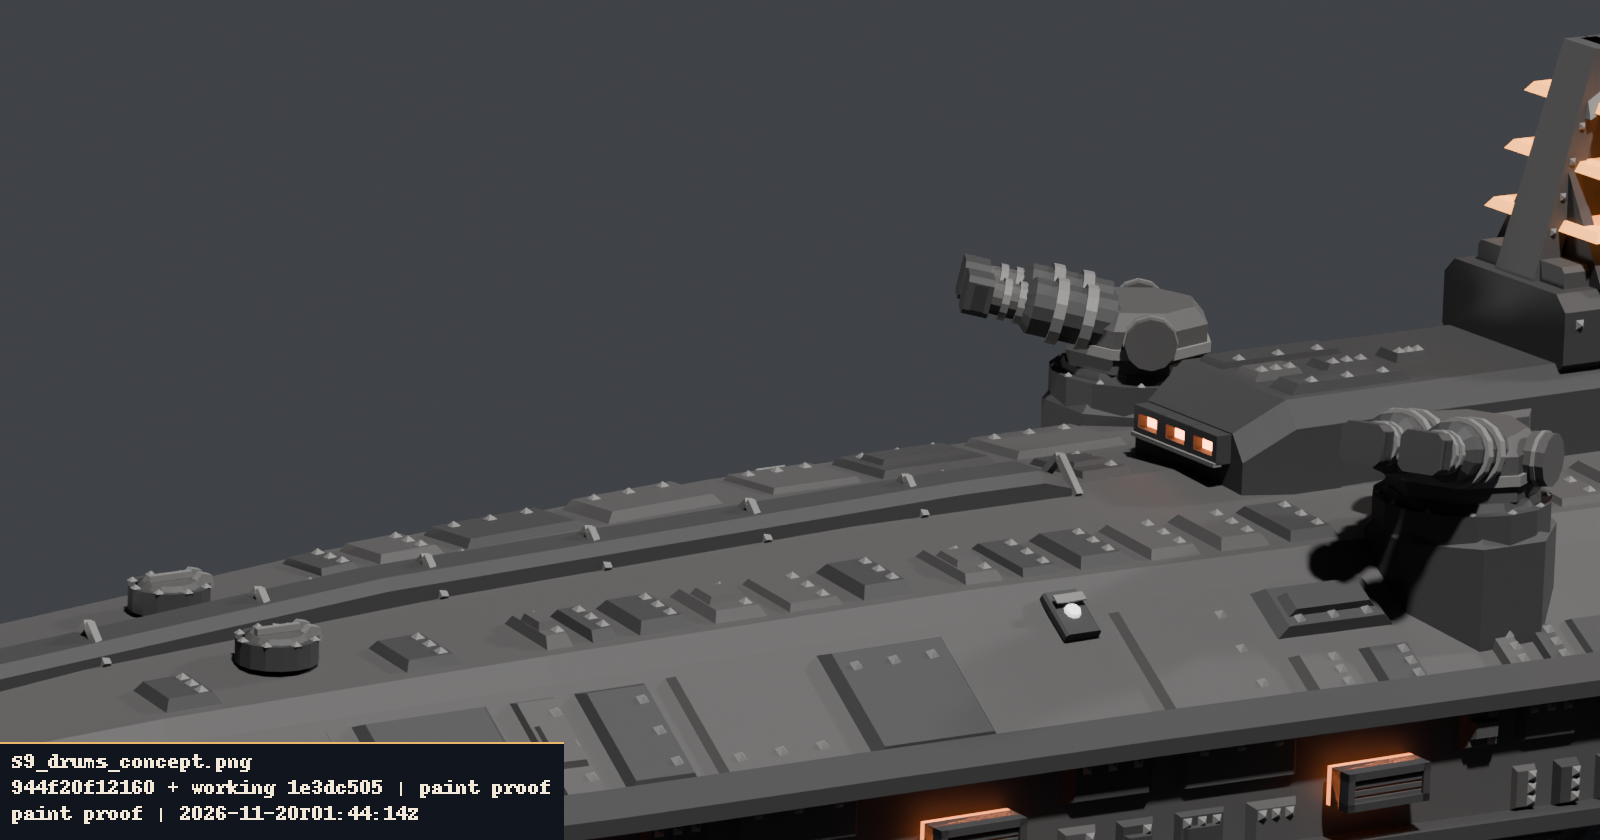 s9_drums_concept.png
944f20f12160 + working 1e3dc505 | paint proof
paint proof | 2026-11-20T01:44:14Z